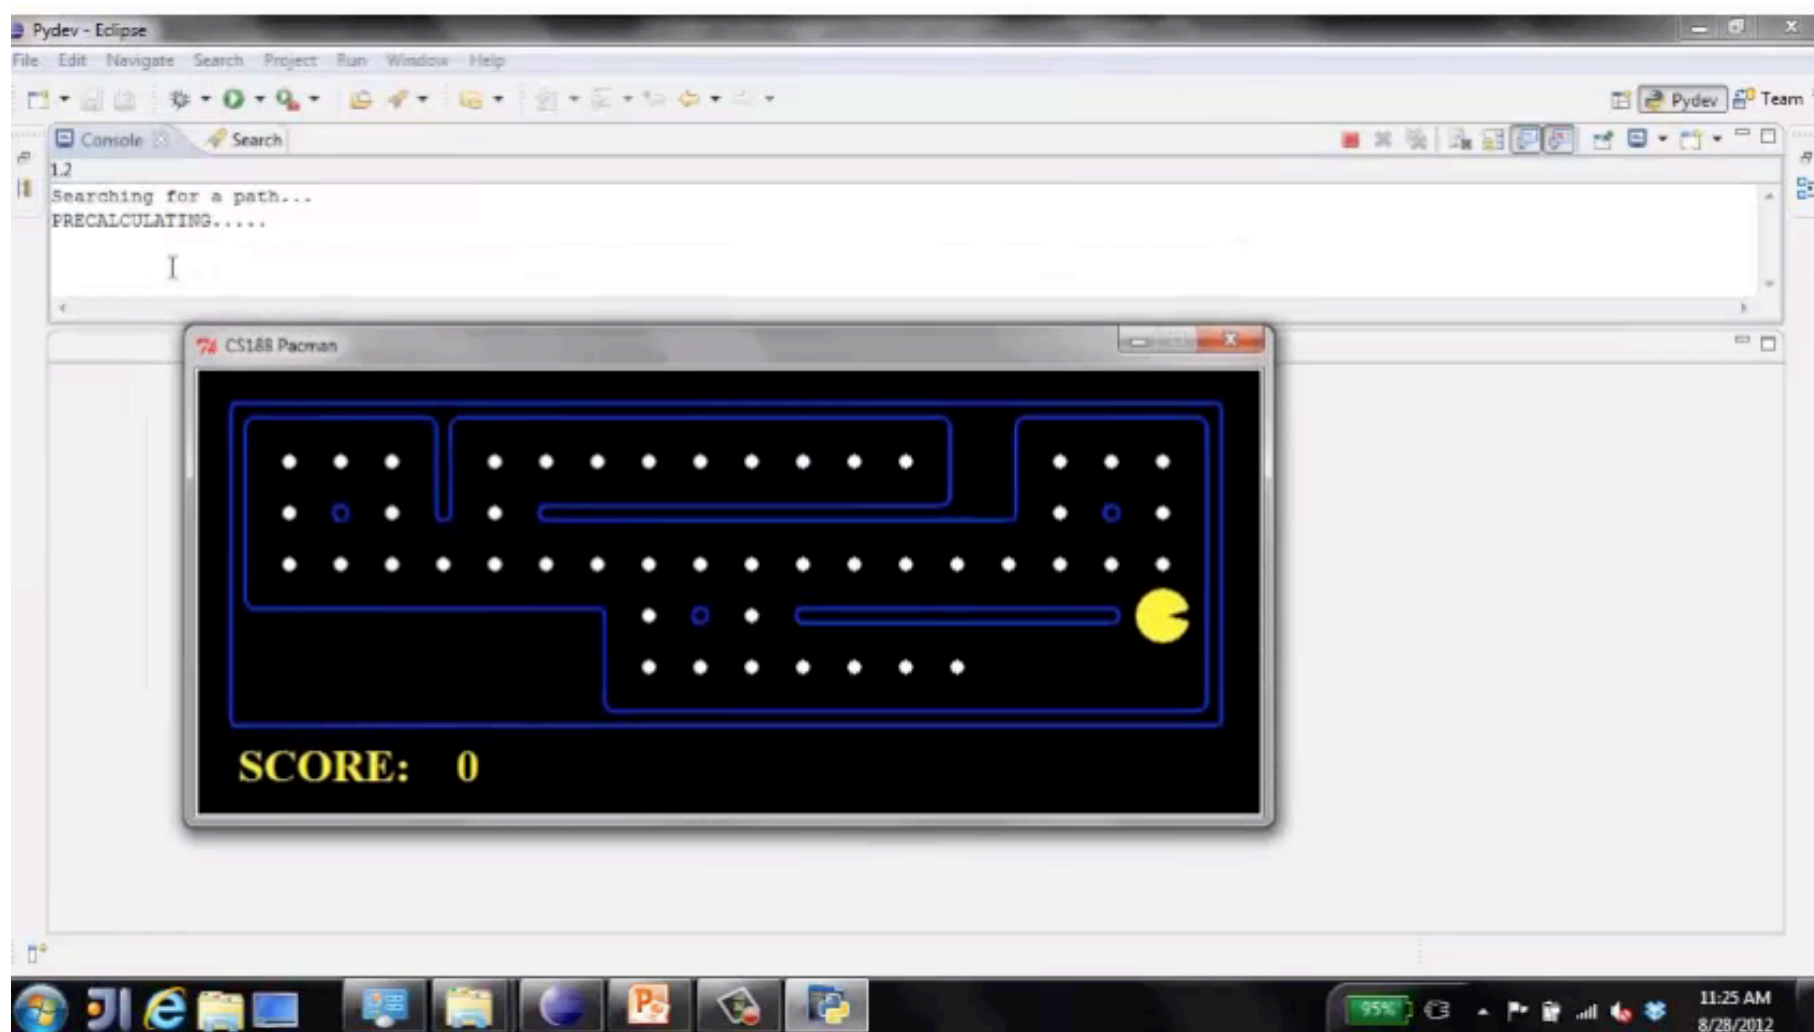 Pydev - Eclipse
File Edit Navigate Search Project Run Window Help
Pydev Team
Console Search
1.2
Searching for a path...
PRECALCULATING.....
CS188 Pacman
SCORE: 0
95%
11:25 AM
8/28/2012